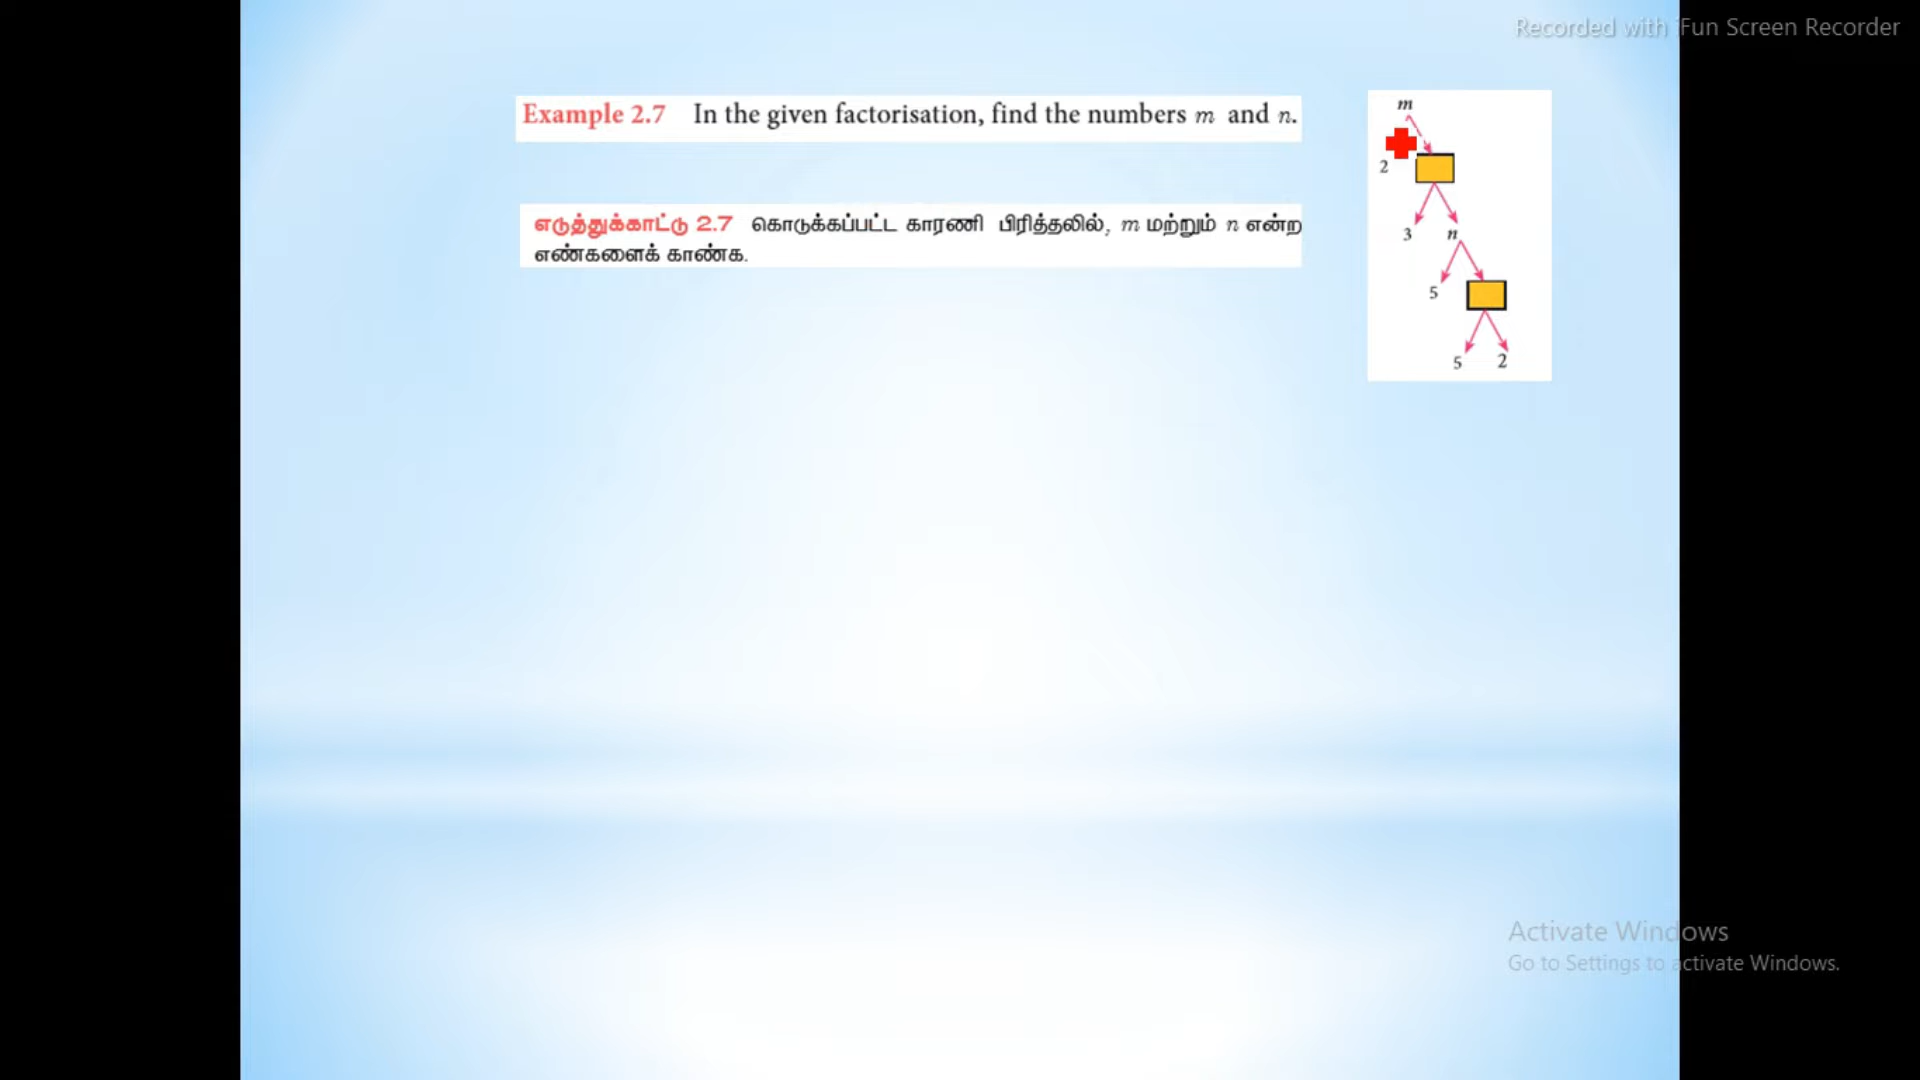 Recorded with iFun Screen Recorder
Example 2.7 In the given factorisation, find the numbers m and n.
எடுத்துக்காட்டு 2.7 கொடுக்கப்பட்ட காரணி பிரித்தலில், m மற்றும் n என்ற
எண்களைக் காண்க.
m
2
3 n
5
5 2
Activate Windows
Go to Settings to activate Windows.